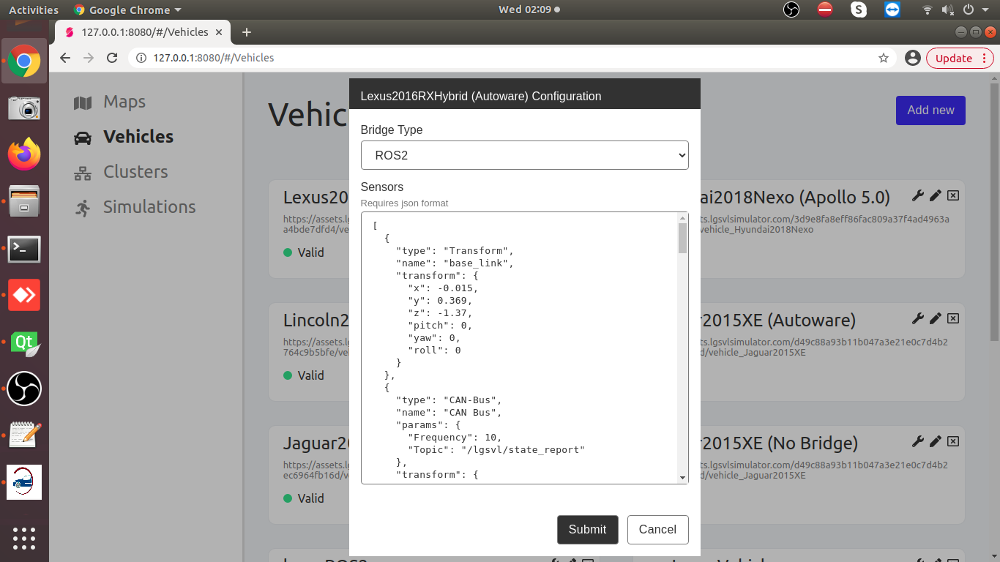 Activities
Google Chrome
Wed 02:09
127.0.0.1:8080/#/Vehicles
127.0.0.1:8080/#/Vehicles
Update
Maps
Vehicles
Clusters
Simulations
Vehic
Add new
Lexus20
https://assets.lg
a4bde7dfd4/ve
Valid
ai2018Nexo (Apollo 5.0)
ts.lgsvlsimulator.com/3d9e8fa8eff86fac809a37f4ad4963a
vehicle_Hyundai2018Nexo
Lincoln2
https://assets.lg
764c9b5bfe/veh
Valid
r2015XE (Autoware)
ts.lgsvlsimulator.com/d49c88a93b11b047a3e21e0c7d4b2
d/vehicle_Jaguar2015XE
Jaguar20
https://assets.lg
ec6964fb16d/ve
Valid
r2015XE (No Bridge)
ts.lgsvlsimulator.com/d49c88a93b11b047a3e21e0c7d4b2
d/vehicle_Jaguar2015XE
Lexus2016RXHybrid (Autoware) Configuration
Bridge Type
ROS2
Sensors
Requires json format
[
{
"type": "Transform",
"name": "base_link",
"transform": {
"x": -0.015,
"y": 0.369,
"z": -1.37,
"pitch": 0,
"yaw": 0,
"roll": 0
}
},
{
"type": "CAN-Bus",
"name": "CAN Bus",
"params": {
"Frequency": 10,
"Topic": "/lgsvl/state_report"
},
"transform": {
Submit
Cancel
Qt